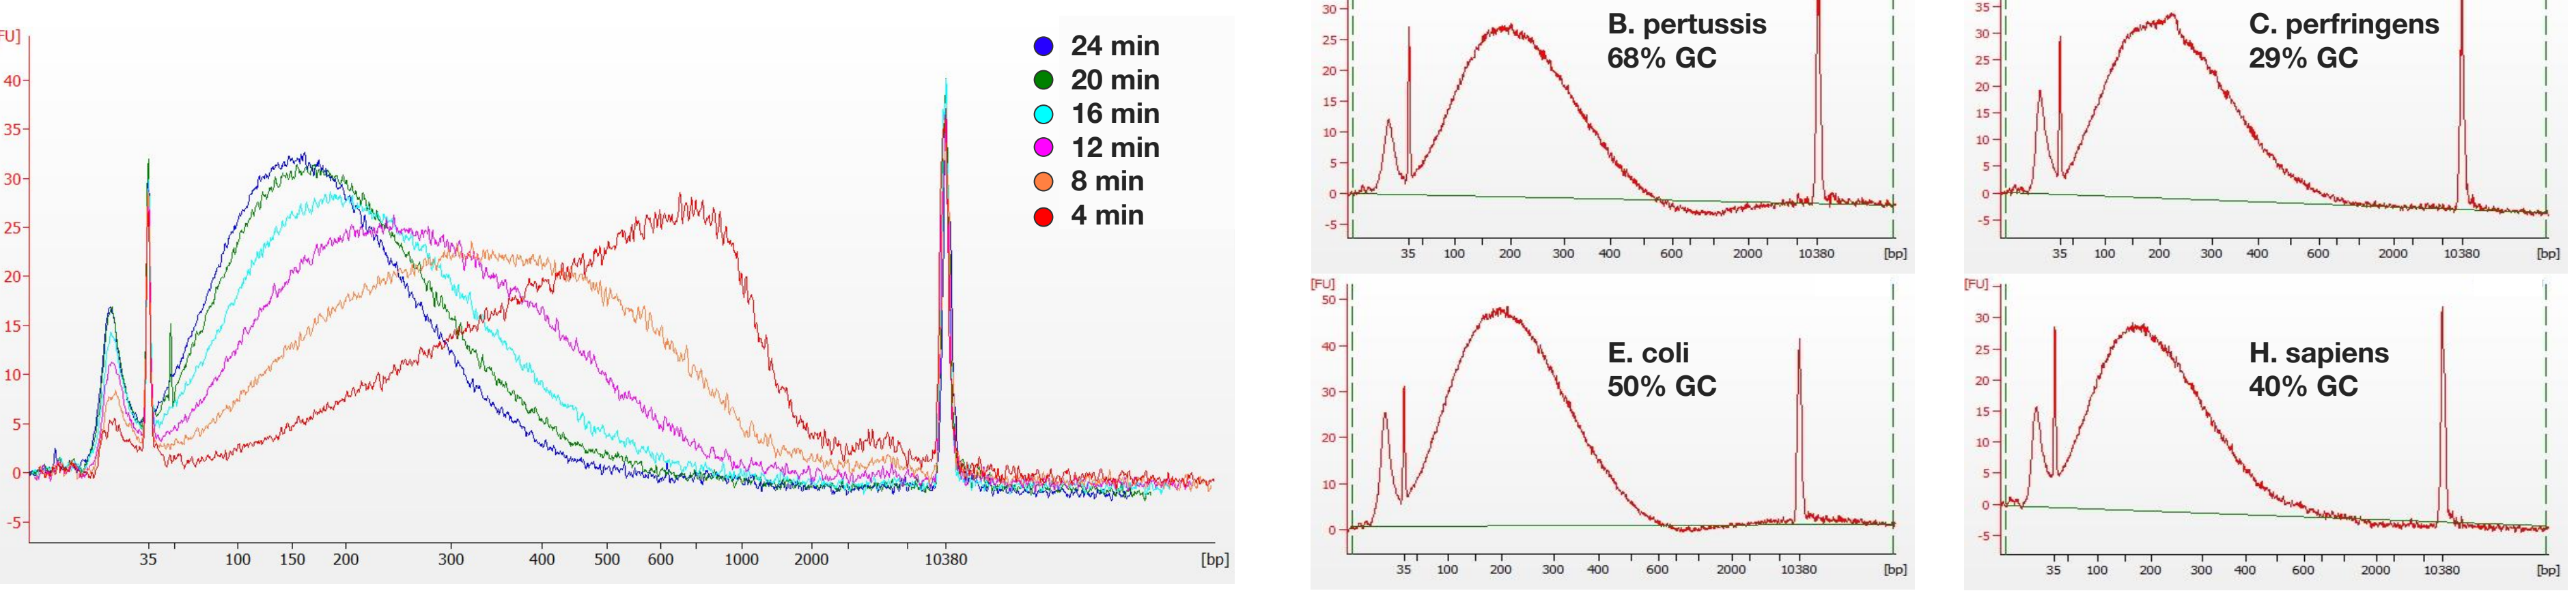 FU]
40
35
30
25
20
15
10
5
0
-5
35 100 150 200 300 400 500 600 1000 2000 10380 [bp]
24 min
20 min
16 min
12 min
8 min
4 min
B. pertussis
68% GC
30
25
20
15
10
5
0
-5
35 100 200 300 400 600 2000 10380 [bp]
C. perfringens
29% GC
35
30
25
20
15
10
5
0
-5
35 100 200 300 400 600 2000 10380 [bp]
[FU]
E. coli
50% GC
50
40
30
20
10
0
35 100 200 300 400 600 2000 10380 [bp]
[FU]
H. sapiens
40% GC
30
25
20
15
10
5
0
-5
35 100 200 300 400 600 2000 10380 [bp]